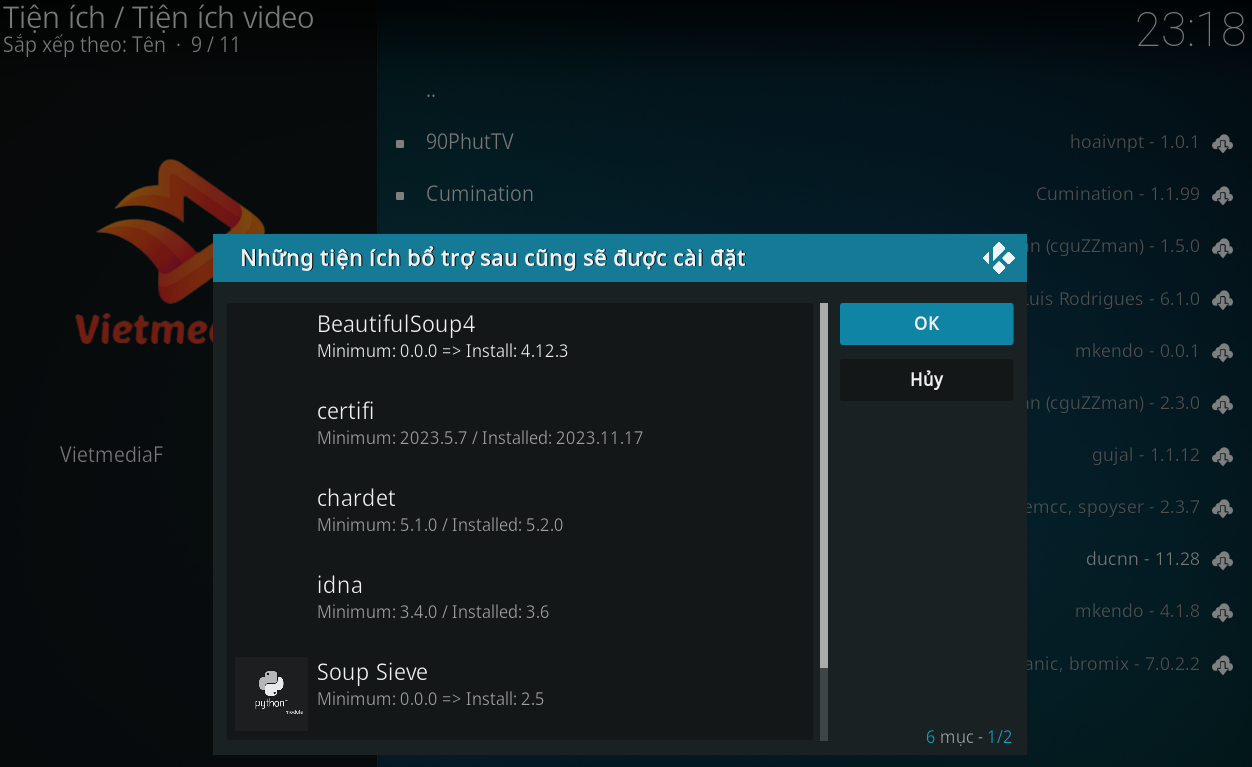 Tiện ích / Tiện ích video
Sắp xếp theo: Tên · 9 / 11
23:18
..
90PhutTV
hoaivnpt - 1.0.1
Cumination
Cumination - 1.1.99
(cguZZman) - 1.5.0
Rodrigues - 6.1.0
mkendo - 0.0.1
(cguZZman) - 2.3.0
gujal - 1.1.12
spoyser - 2.3.7
ducnn - 11.28
mkendo - 4.1.8
bromix - 7.0.2.2
VietmediaF
Những tiện ích bổ trợ sau cũng sẽ được cài đặt
BeautifulSoup4
Minimum: 0.0.0 => Install: 4.12.3
certifi
Minimum: 2023.5.7 / Installed: 2023.11.17
chardet
Minimum: 5.1.0 / Installed: 5.2.0
idna
Minimum: 3.4.0 / Installed: 3.6
python
module
Soup Sieve
Minimum: 0.0.0 => Install: 2.5
OK
Hủy
6 mục - 1/2